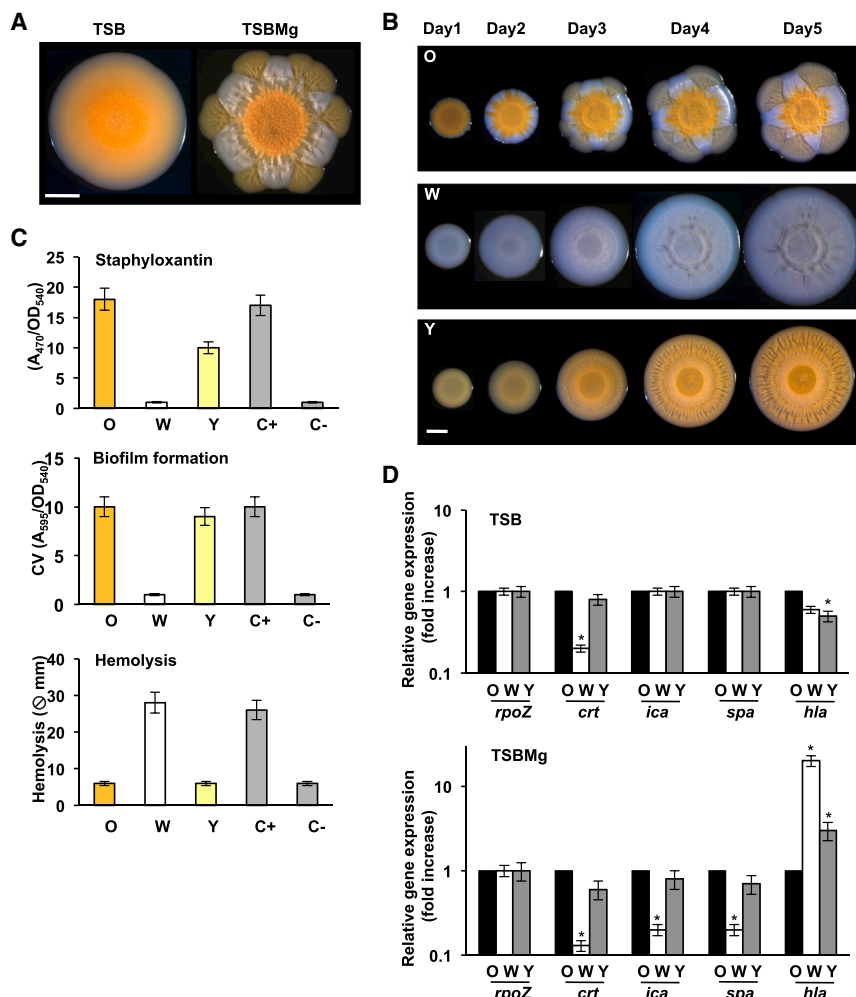 A
TSB TSBMg
B
Day1 Day2 Day3 Day4 Day5
O
W
Y
C
Staphyloxantin
(A470/OD540)
25
20
15
10
5
0
O W Y C+ C-
Biofilm formation
CV (A595/OD540)
15
10
5
0
O W Y C+ C-
Hemolysis
Hemolysis (⦸ mm)
40
30
20
10
0
O W Y C+ C-
D
TSB
Relative gene expression
(fold increase)
10
1
0.1
* *
O W Y O W Y O W Y O W Y O W Y
rpoZ crt ica spa hla
TSBMg
Relative gene expression
(fold increase)
10
1
0.1
* * * * *
O W Y O W Y O W Y O W Y O W Y
rpoZ crt ica spa hla